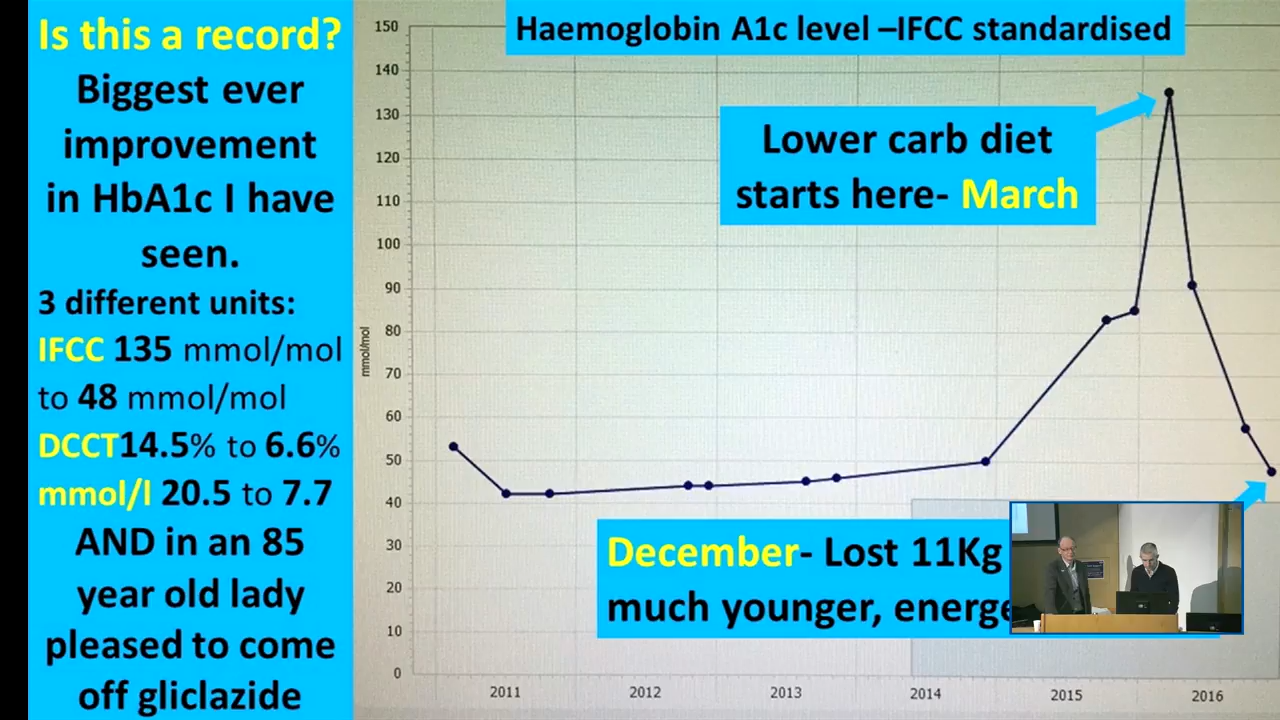 Is this a record?
Biggest ever
improvement
in HbA1c I have
seen.
3 different units:
IFCC 135 mmol/mol
to 48 mmol/mol
DCCT14.5% to 6.6%
mmol/l 20.5 to 7.7
AND in an 85
year old lady
pleased to come
off gliclazide
Haemoglobin A1c level –IFCC standardised
Lower carb diet
starts here- March
December- Lost 11Kg
much younger, energe
mmol/mol
150
140
130
120
110
100
90
80
70
60
50
40
30
20
10
0
2011
2012
2013
2014
2015
2016